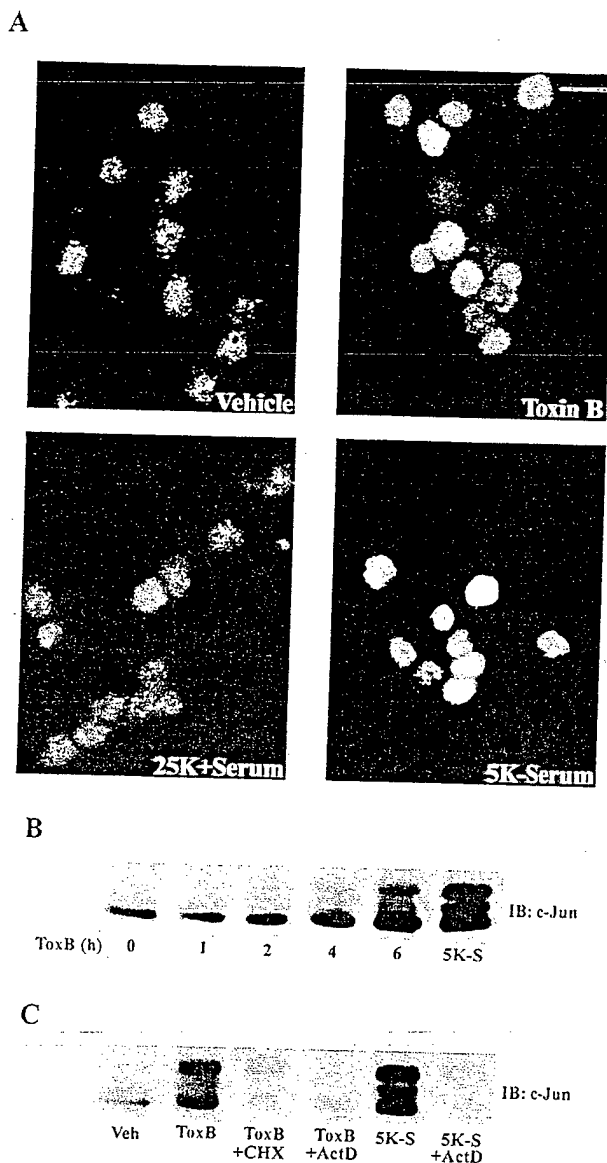 A
Vehicle
Toxin B
25K+Serum
5K-Serum
B
IB: c-Jun
ToxB (h) 0 1 2 4 6 5K-S
C
IB: c-Jun
Veh ToxB ToxB +CHX ToxB +ActD 5K-S 5K-S +ActD